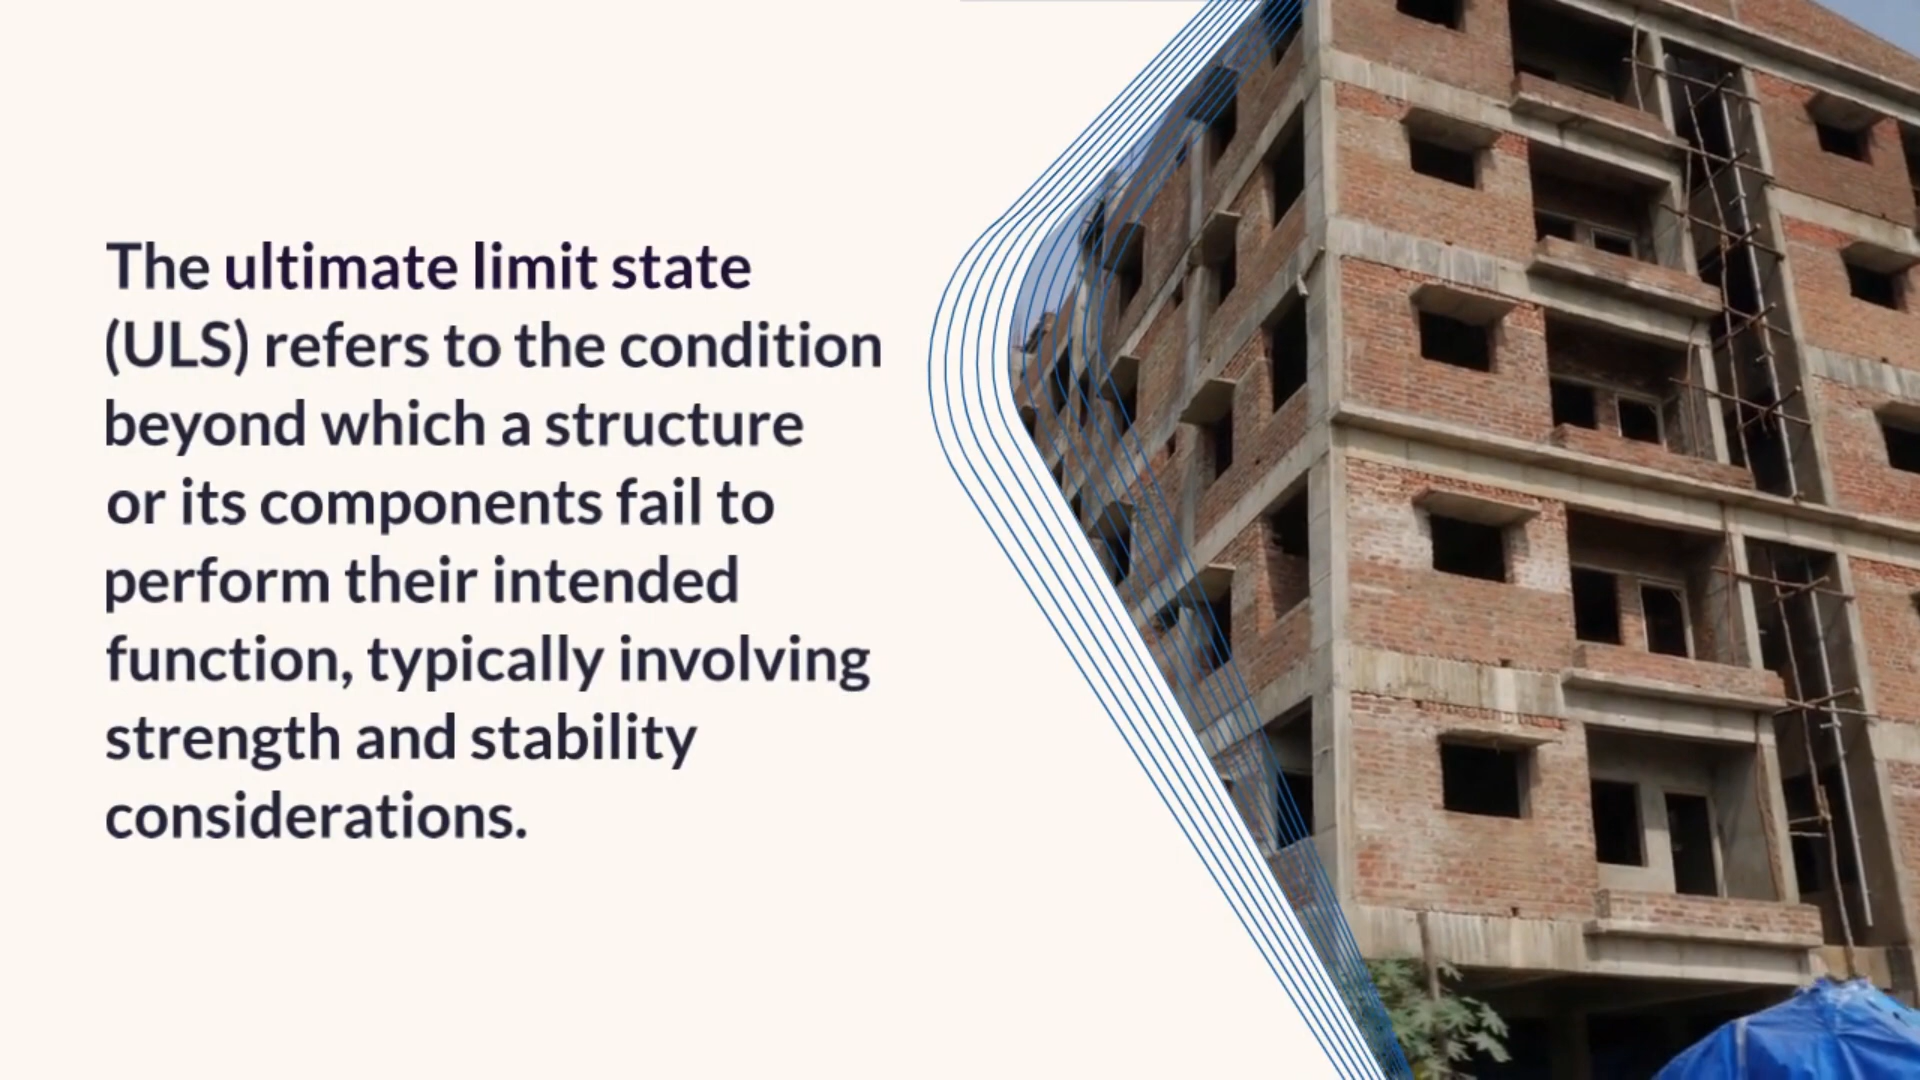 The ultimate limit state
(ULS) refers to the condition
beyond which a structure
or its components fail to
perform their intended
function, typically involving
strength and stability
considerations.